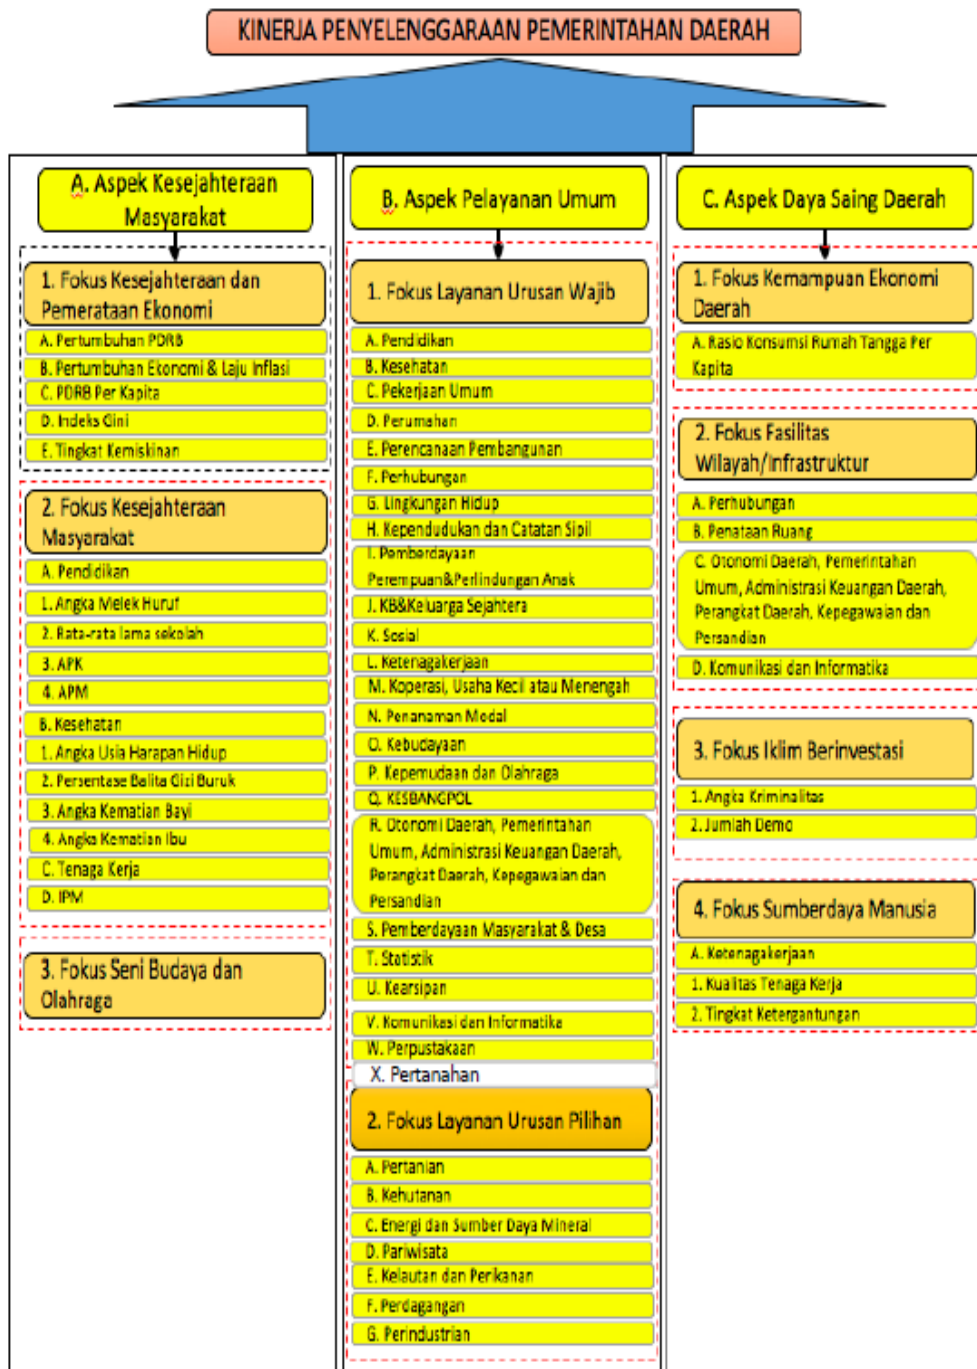 KINERJA PENYELENGGARAAN PEMERINTAHAN DAERAH
A. Aspek Kesejahteraan
Masyarakat
1. Fokus Kesejahteraan dan
Pemerataan Ekonomi
A. Pertumbuhan PDRB
B. Pertumbuhan Ekonomi & Laju Inflasi
C. PDRB Per Kapita
D. Indeks Gini
E. Tingkat Kemiskinan
2. Fokus Kesejahteraan
Masyarakat
A. Pendidikan
1. Angka Melek Huruf
2. Rata-rata lama sekolah
3. APK
4. APM
B. Kesehatan
1. Angka Usia Harapan Hidup
2. Persentase Balita Gizi Buruk
3. Angka Kematian Bayi
4. Angka Kematian Ibu
C. Tenaga Kerja
D. IPM
3. Fokus Seni Budaya dan
Olahraga
B. Aspek Pelayanan Umum
1. Fokus Layanan Urusan Wajib
A. Pendidikan
B. Kesehatan
C. Pekerjaan Umum
D. Perumahan
E. Perencanaan Pembangunan
F. Perhubungan
G. Lingkungan Hidup
H. Kependudukan dan Catatan Sipil
I. Pemberdayaan
Perempuan&Perlindungan Anak
J. KB&Keluarga Sejahtera
K. Sosial
L. Ketenagakerjaan
M. Koperasi, Usaha Kecil atau Menengah
N. Penanaman Modal
O. Kebudayaan
P. Kepemudaan dan Olahraga
Q. KESBANGPOL
R. Otonomi Daerah, Pemerintahan
Umum, Administrasi Keuangan Daerah,
Perangkat Daerah, Kepegawaian dan
Persandian
S. Pemberdayaan Masyarakat & Desa
T. Statistik
U. Kearsipan
V. Komunikasi dan Informatika
W. Perpustakaan
X. Pertanahan
2. Fokus Layanan Urusan Pilihan
A. Pertanian
B. Kehutanan
C. Energi dan Sumber Daya Mineral
D. Pariwisata
E. Kelautan dan Perikanan
F. Perdagangan
G. Perindustrian
C. Aspek Daya Saing Daerah
1. Fokus Kemampuan Ekonomi
Daerah
A. Rasio Konsumsi Rumah Tangga Per
Kapita
2. Fokus Fasilitas
Wilayah/Infrastruktur
A. Perhubungan
B. Penataan Ruang
C. Otonomi Daerah, Pemerintahan
Umum, Administrasi Keuangan Daerah,
Perangkat Daerah, Kepegawaian dan
Persandian
D. Komunikasi dan Informatika
3. Fokus Iklim Berinvestasi
1. Angka Kriminalitas
2. Jumlah Demo
4. Fokus Sumberdaya Manusia
A. Ketenagakerjaan
1. Kualitas Tenaga Kerja
2. Tingkat Ketergantungan